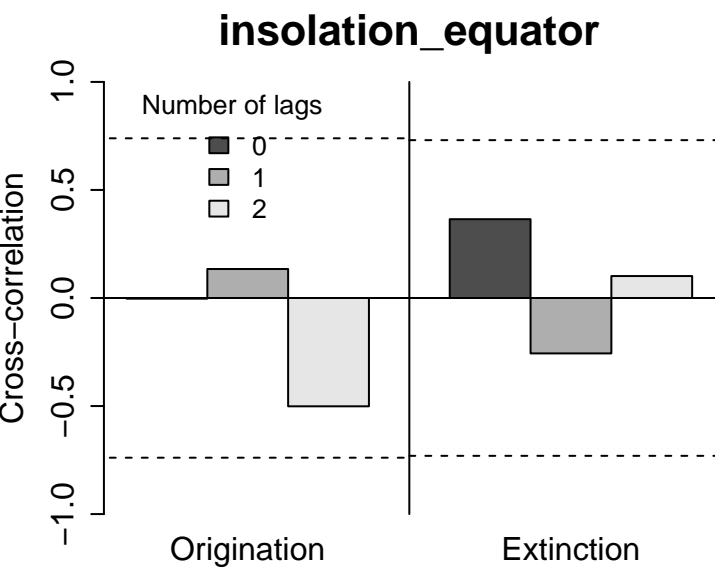 insolation_equator
Cross−correlation
1.0
0.5
0.0
−0.5
−1.0
Number of lags
0
1
2
Origination
Extinction